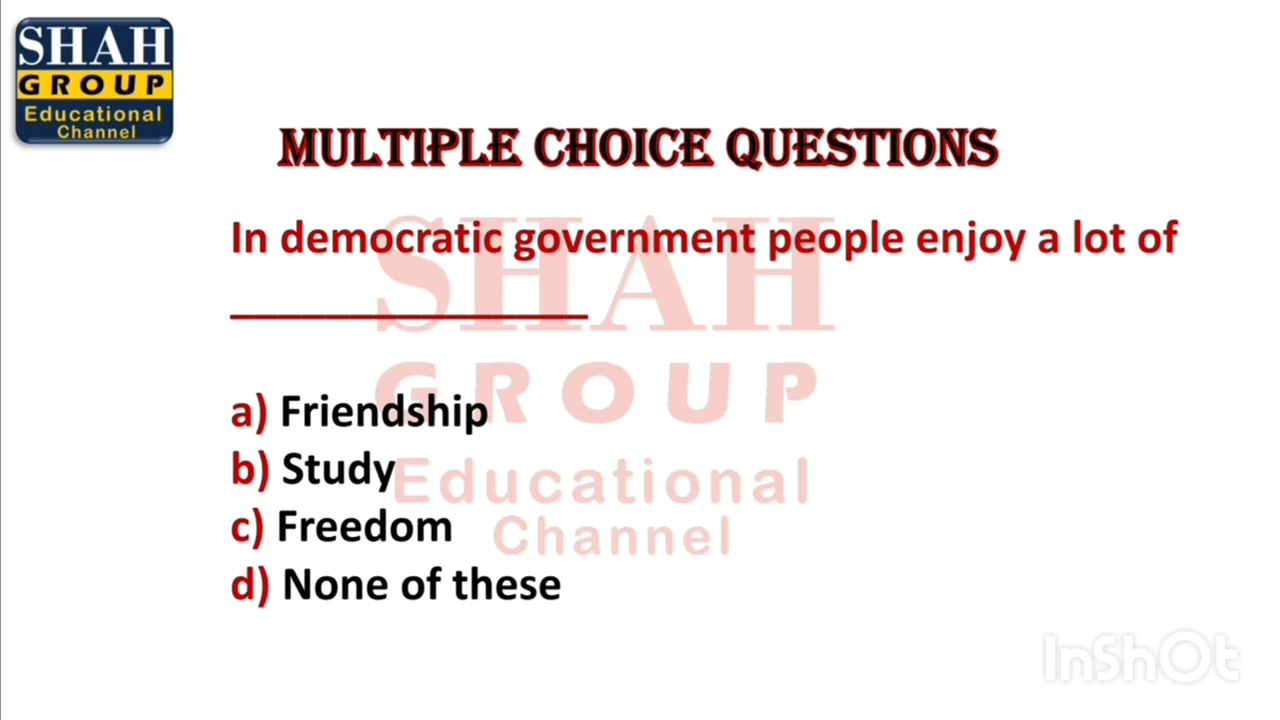 SHAH
GROUP
Educational
Channel
MULTIPLE CHOICE QUESTIONS
In democratic government people enjoy a lot of
_______________
a) Friendship
b) Study
c) Freedom
d) None of these
SHAH
GROUP
Educational
Channel
InShOt